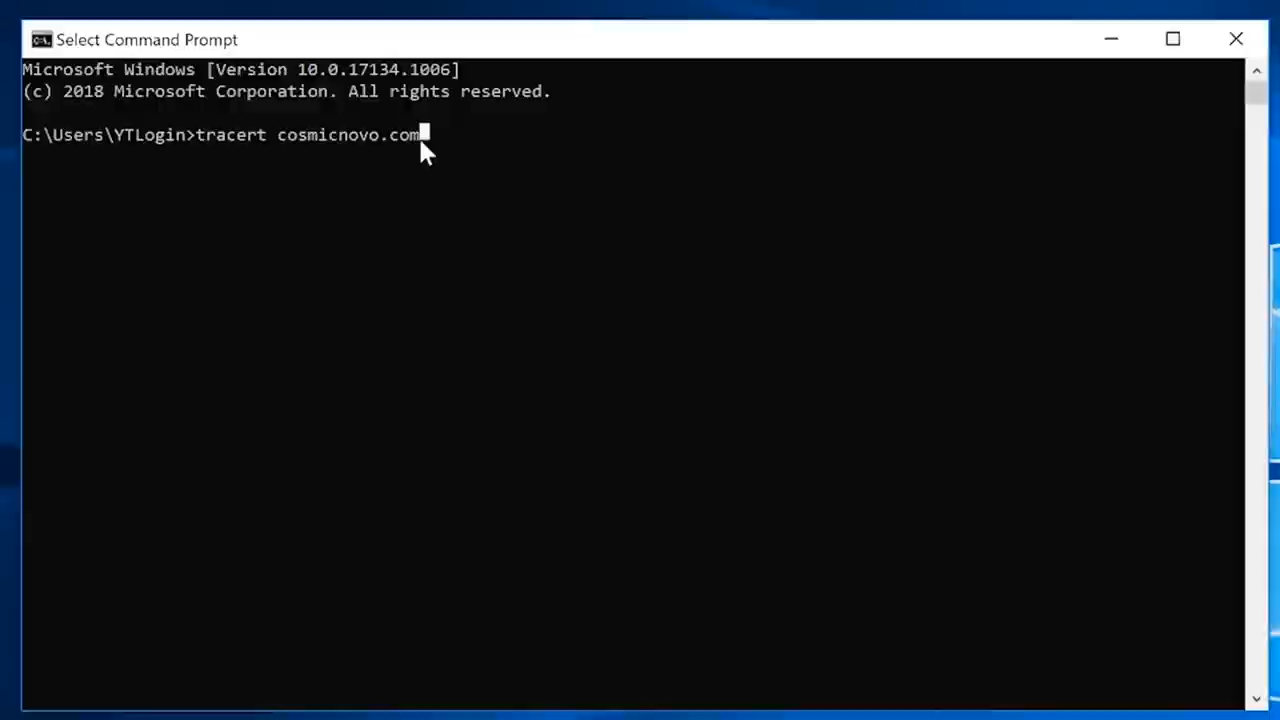 Select Command Prompt
Microsoft Windows [Version 10.0.17134.1006]
(c) 2018 Microsoft Corporation. All rights reserved.
C:\Users\YTLogin>tracert cosmicnovo.com